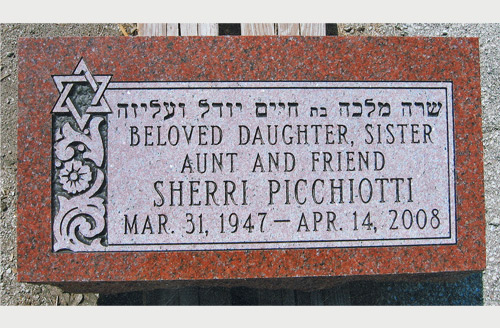 שרה מלכה בת חיים יודל ועליזה
BELOVED DAUGHTER, SISTER
AUNT AND FRIEND
SHERRI PICCHIOTTI
MAR. 31, 1947 — APR. 14, 2008